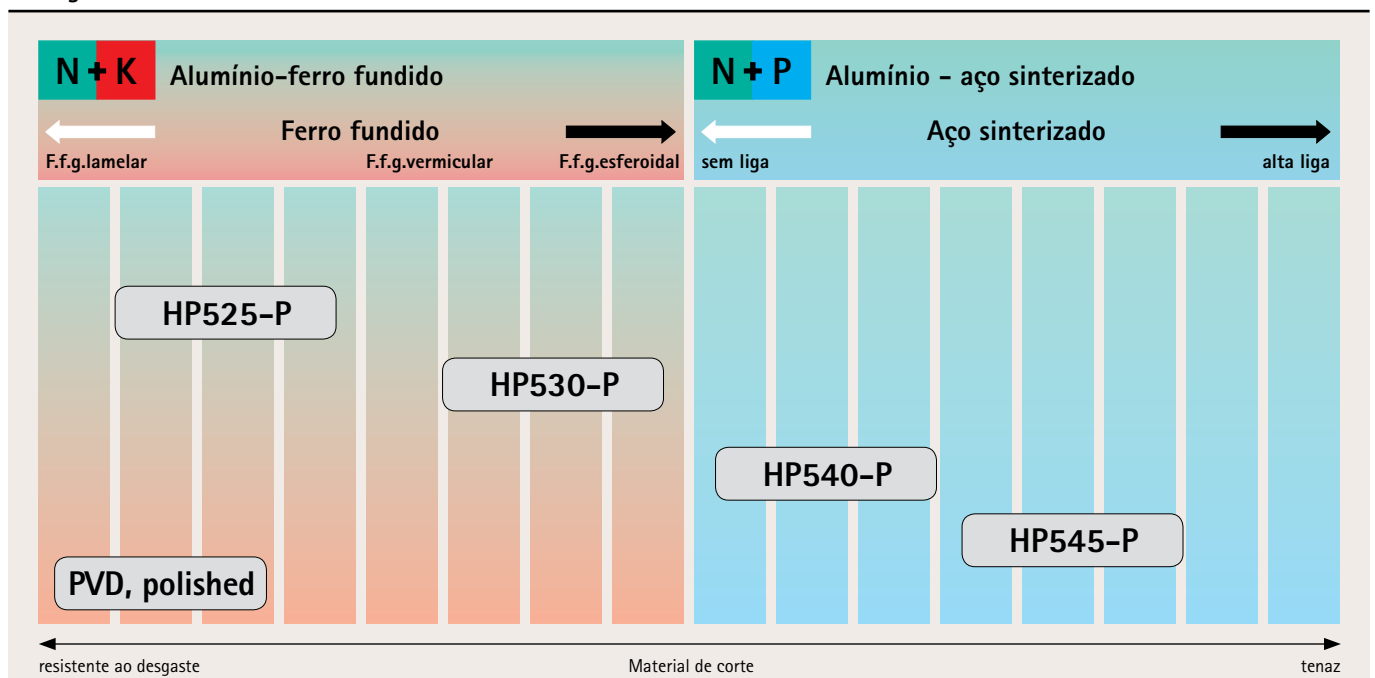 N + K Alumínio-ferro fundido
Ferro fundido
F.f.g.lamelar F.f.g.vermicular F.f.g.esferoidal
N + P Alumínio - aço sinterizado
Aço sinterizado
sem liga alta liga
HP525-P
HP530-P
HP540-P
HP545-P
PVD, polished
resistente ao desgaste Material de corte tenaz